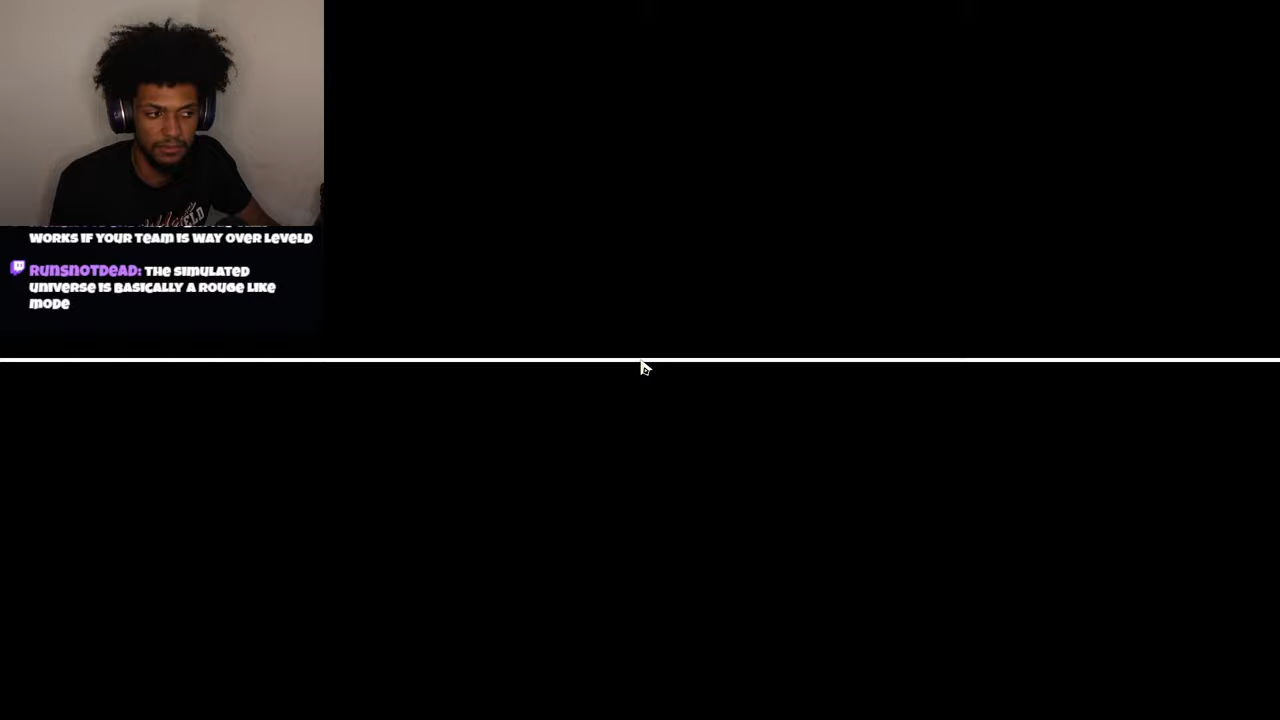 WORKS IF YOUR TEAM IS WAY OVER LEVELD
RUNSNOTDEAD: THE SIMULATED
UNIVERSE IS BASICALLY A ROUGE LIKE
MODE